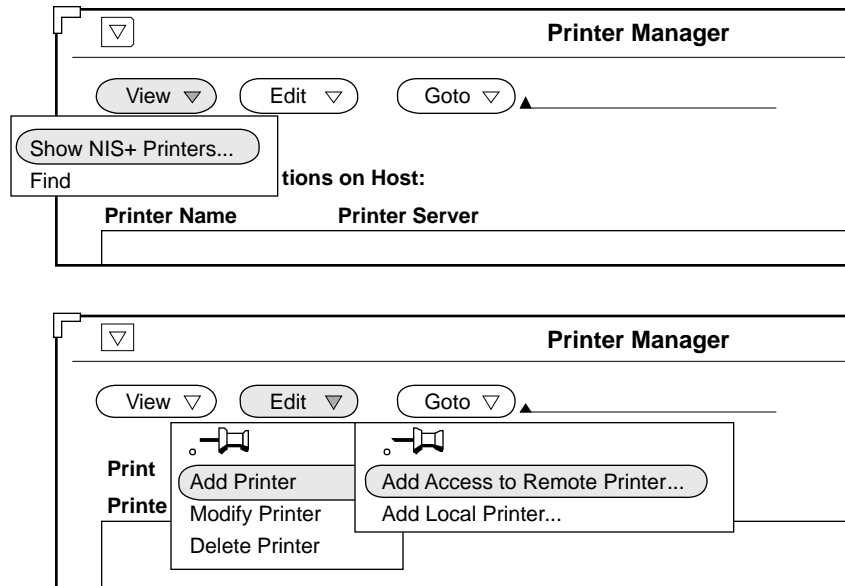 Printer Manager
View Edit Goto
Show NIS+ Printers...
Find
tions on Host:
Printer Name Printer Server
Printer Manager
View Edit Goto
Print
Printe
Add Printer
Modify Printer
Delete Printer
Add Access to Remote Printer...
Add Local Printer...